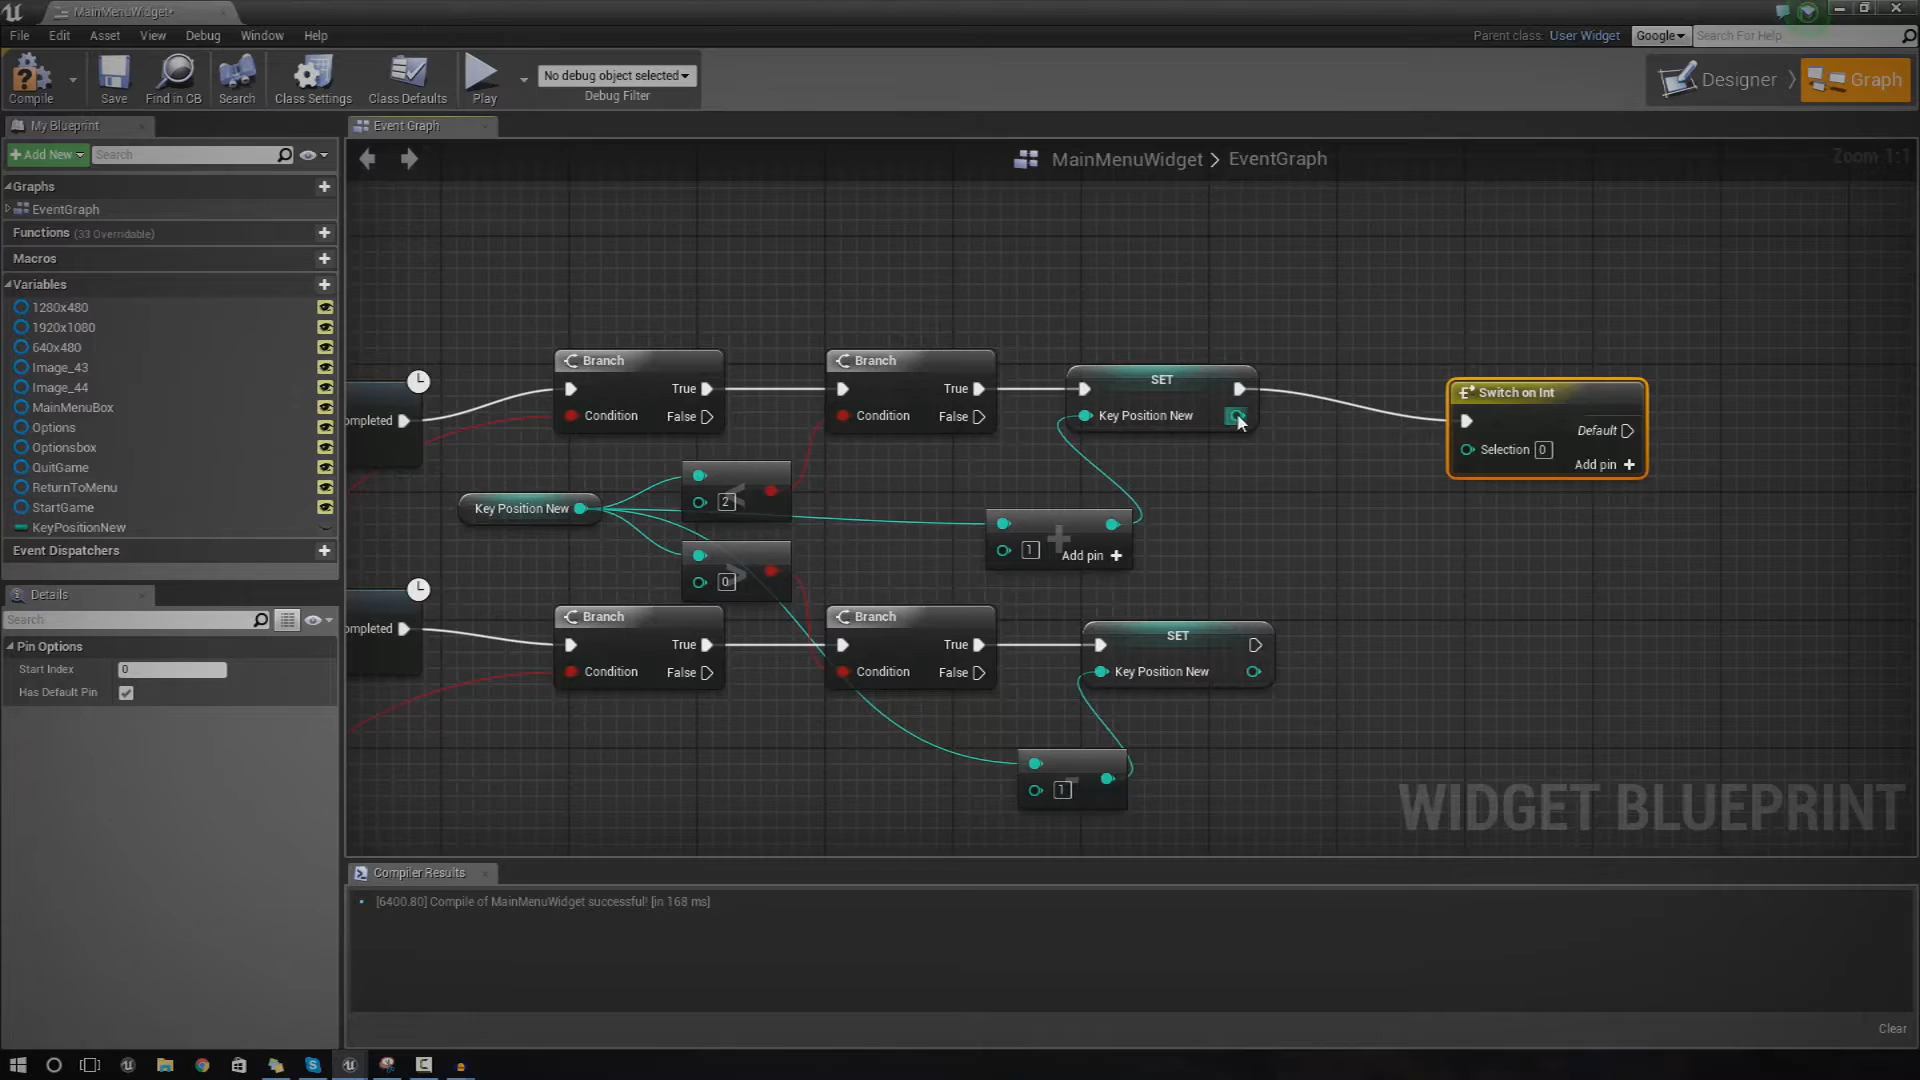 MainMenuWidget*
File Edit Asset View Debug Window Help
Parent class: User Widget Google Search For Help
Compile Save Find in CB Search Class Settings Class Defaults Play
No debug object selected
Debug Filter
Designer Graph
My Blueprint
Event Graph
Add New Search
MainMenuWidget > EventGraph
Zoom 1:1
Graphs
EventGraph
Functions (33 Overridable)
Macros
Variables
1280x480
1920x1080
640x480
Image_43
Image_44
MainMenuBox
Options
Optionsbox
QuitGame
ReturnToMenu
StartGame
KeyPositionNew
Event Dispatchers
Details
Search
Pin Options
Start Index 0
Has Default Pin
ompleted
Branch
True
Condition False
Branch
True
Condition False
SET
Key Position New
Switch on Int
Default
Selection 0
Add pin +
Key Position New
<
2
>
0
+
1 Add pin +
ompleted
Branch
True
Condition False
Branch
True
Condition False
SET
Key Position New
-
1
WIDGET BLUEPRINT
Compiler Results
[6400.80] Compile of MainMenuWidget successful! [in 168 ms]
Clear